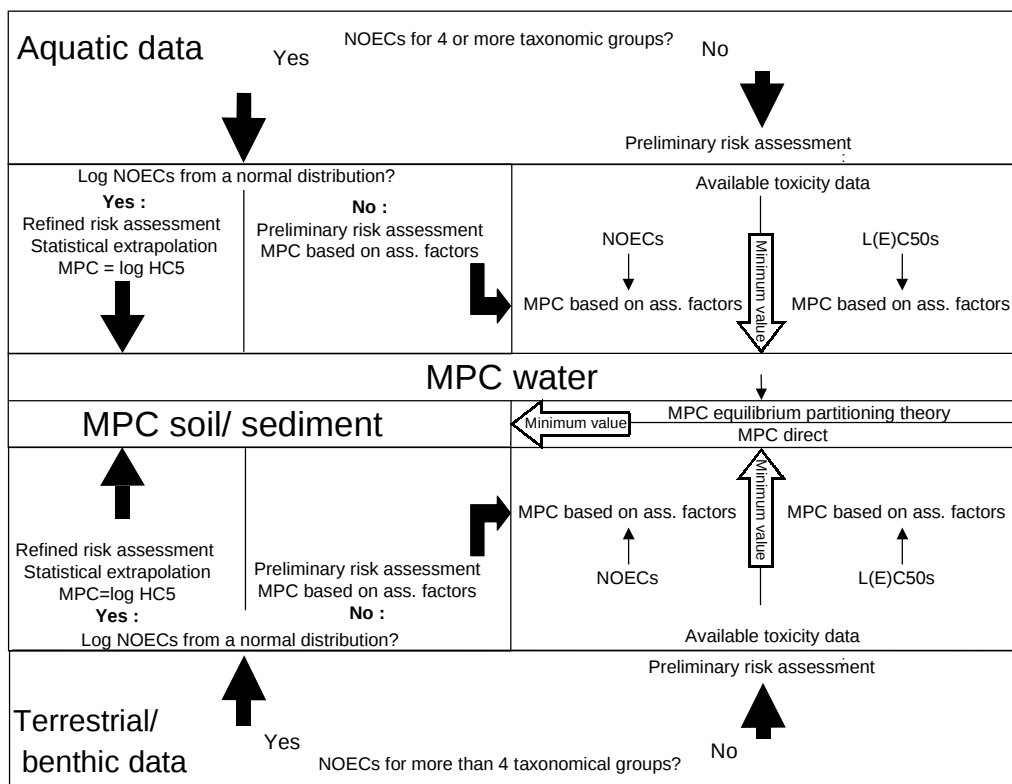 Aquatic data
NOECs for 4 or more taxonomic groups?
Yes
No
Preliminary risk assessment
:
Log NOECs from a normal distribution?
Yes :
Refined risk assessment
Statistical extrapolation
MPC = log HC5
No :
Preliminary risk assessment
MPC based on ass. factors
Available toxicity data
NOECs
L(E)C50s
MPC based on ass. factors
Minimum value
MPC based on ass. factors
MPC water
MPC soil/ sediment
Minimum value
MPC equilibrium partitioning theory
MPC direct
Refined risk assessment
Statistical extrapolation
MPC=log HC5
Yes :
Preliminary risk assessment
MPC based on ass. factors
No :
Log NOECs from a normal distribution?
MPC based on ass. factors
Minimum value
MPC based on ass. factors
NOECs
L(E)C50s
Available toxicity data
Preliminary risk assessment
:
Terrestrial/
benthic data
Yes
NOECs for more than 4 taxonomical groups?
No